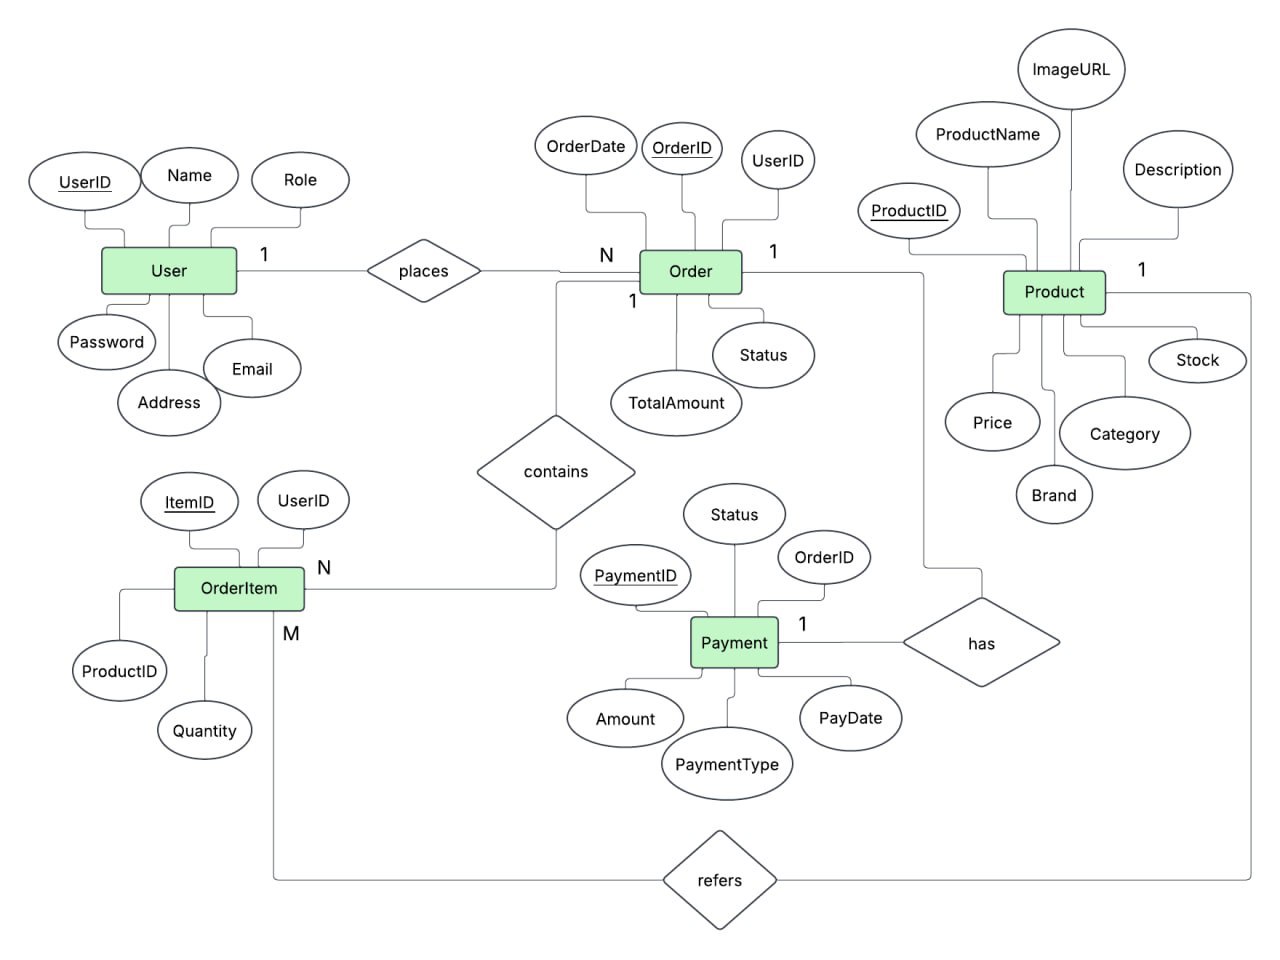 ImageURL
ProductName
OrderDate
OrderID
UserID
Description
UserID
Name
Role
ProductID
User
1
places
N
Order
1
1
Product
1
Password
Address
Email
TotalAmount
Status
Stock
Price
Category
Brand
contains
ItemID
UserID
OrderItem
N
M
ProductID
Quantity
Status
PaymentID
OrderID
Payment
1
has
Amount
PaymentType
PayDate
refers